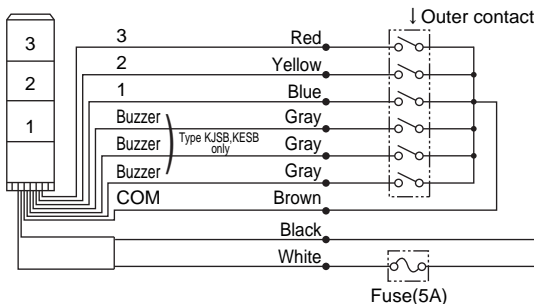 ↓Outer contact
3
2
1
3 Red
2 Yellow
1 Blue
Buzzer Gray
Buzzer Gray
Buzzer Gray
Type KJSB,KESB
only
COM Brown
Black
White
Fuse(5A)